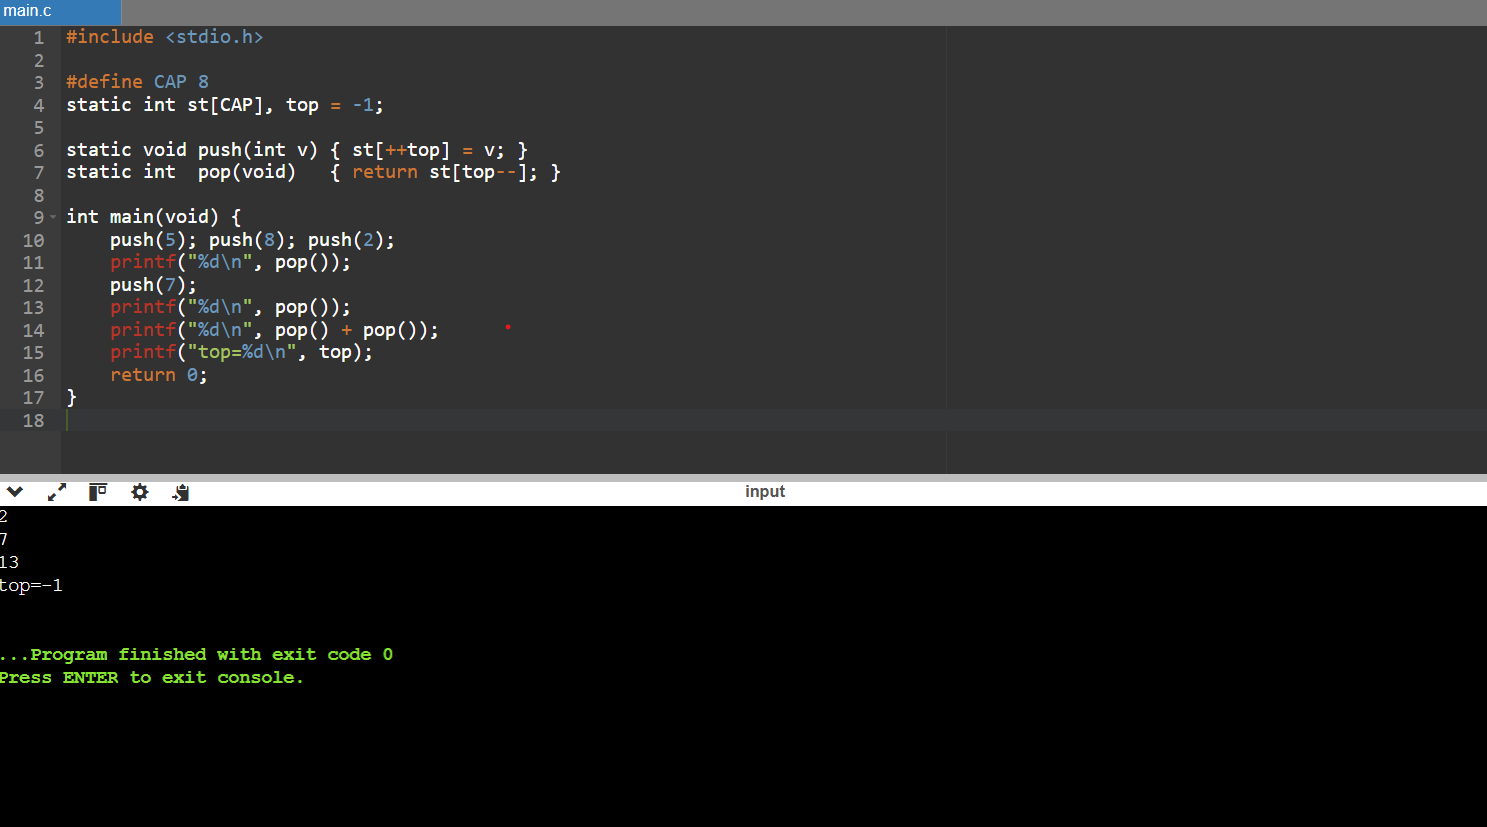 main.c
1 #include <stdio.h>
2
3 #define CAP 8
4 static int st[CAP], top = -1;
5
6 static void push(int v) { st[++top] = v; }
7 static int  pop(void)   { return st[top--]; }
8
9 int main(void) {
10     push(5); push(8); push(2);
11     printf("%d\n", pop());
12     push(7);
13     printf("%d\n", pop());
14     printf("%d\n", pop() + pop());
15     printf("top=%d\n", top);
16     return 0;
17 }
18
input
2
7
13
top=-1
...Program finished with exit code 0
Press ENTER to exit console.